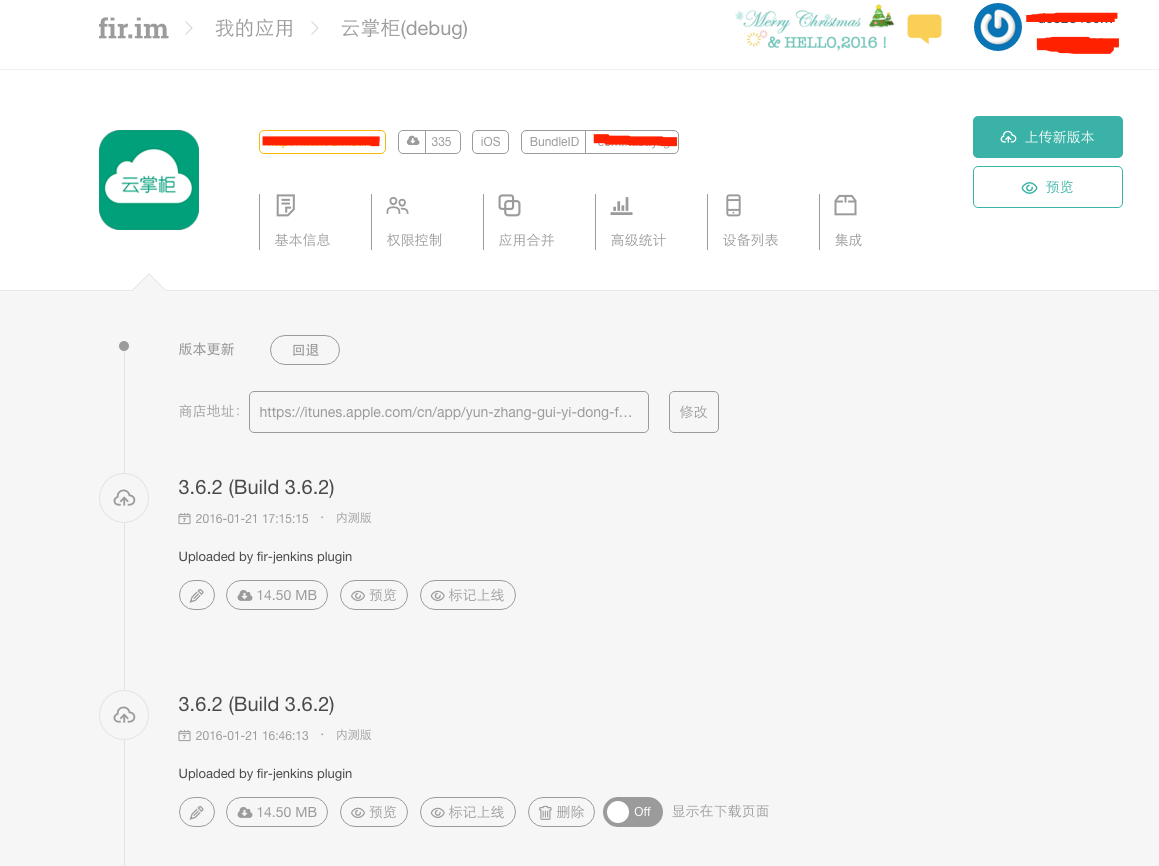 fir.im 我的应用 云掌柜(debug)
Merry Christmas
& HELLO,2016 !
云掌柜
335 iOS BundleID
上传新版本
预览
基本信息 权限控制 应用合并 高级统计 设备列表 集成
版本更新 回退
商店地址: https://itunes.apple.com/cn/app/yun-zhang-gui-yi-dong-f... 修改
3.6.2 (Build 3.6.2)
2016-01-21 17:15:15 · 内测版
Uploaded by fir-jenkins plugin
14.50 MB 预览 标记上线
3.6.2 (Build 3.6.2)
2016-01-21 16:46:13 · 内测版
Uploaded by fir-jenkins plugin
14.50 MB 预览 标记上线 删除 Off 显示在下载页面